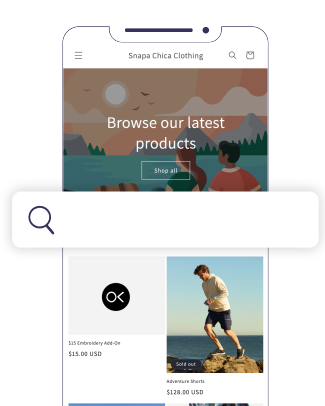 Snapa Chica Clothing
Browse our latest
products
Shop all
OK
Sold out
$15 Embroidery Add-On
$15.00 USD
Adventure Shorts
$128.00 USD